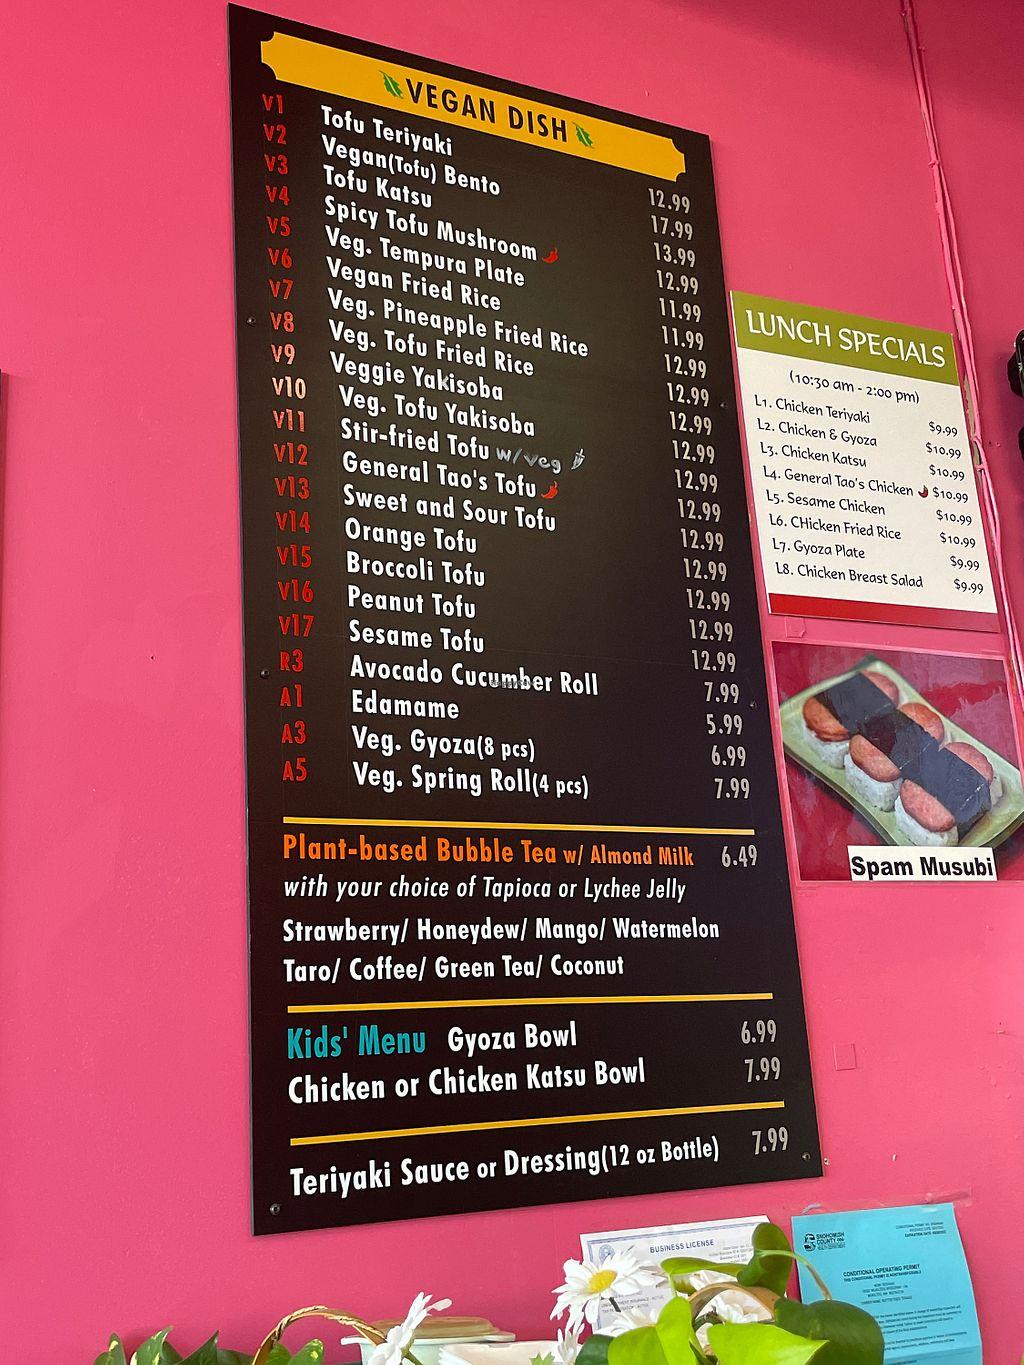 VEGAN DISH
V1 Tofu Teriyaki 12.99
V2 Vegan(Tofu) Bento 17.99
V3 Tofu Katsu 13.99
V4 Spicy Tofu Mushroom 12.99
V5 Veg. Tempura Plate 11.99
V6 Vegan Fried Rice 11.99
V7 Veg. Pineapple Fried Rice 12.99
V8 Veg. Tofu Fried Rice 12.99
V9 Veggie Yakisoba 12.99
V10 Veg. Tofu Yakisoba 12.99
V11 Stir-fried Tofu w/veg 12.99
V12 General Tao's Tofu 12.99
V13 Sweet and Sour Tofu 12.99
V14 Orange Tofu 12.99
V15 Broccoli Tofu 12.99
V16 Peanut Tofu 12.99
V17 Sesame Tofu 12.99
R3 Avocado Cucumber Roll 7.99
A1 Edamame 5.99
A3 Veg. Gyoza(8 pcs) 6.99
A5 Veg. Spring Roll(4 pcs) 7.99
Plant-based Bubble Tea w/ Almond Milk 6.49
with your choice of Tapioca or Lychee Jelly
Strawberry/ Honeydew/ Mango/ Watermelon
Taro/ Coffee/ Green Tea/ Coconut
Kids' Menu Gyoza Bowl 6.99
Chicken or Chicken Katsu Bowl 7.99
Teriyaki Sauce or Dressing(12 oz Bottle) 7.99
LUNCH SPECIALS
(10:30 am - 2:00 pm)
L1. Chicken Teriyaki $9.99
L2. Chicken & Gyoza $10.99
L3. Chicken Katsu $10.99
L4. General Tao's Chicken $10.99
L5. Sesame Chicken $10.99
L6. CHicken Fried Rice $10.99
L7. Gyoza Plate $9.99
L8. Chicken Breast Salad $9.99
Spam Musubi
BUSINESS LICENSE
SNOHOMISH
COUNTY
CONDITIONAL OPERATING PERMIT